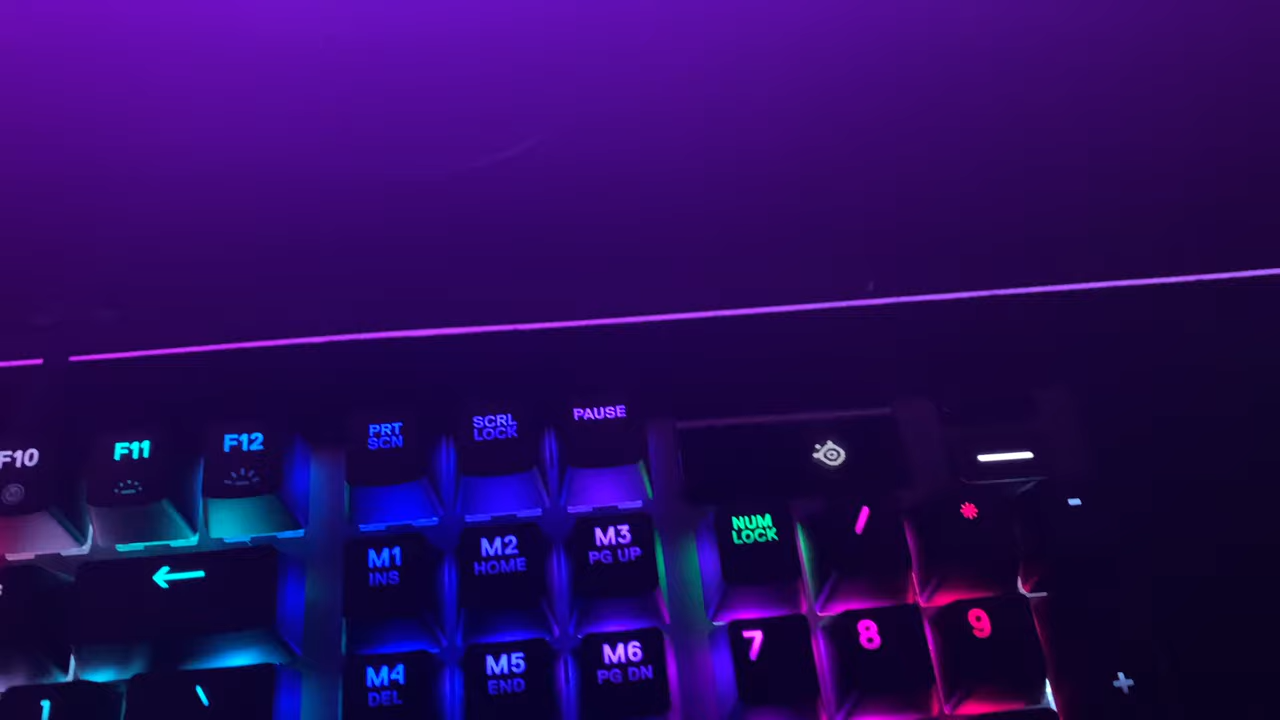 F10
F11
F12
PRT
SCN
SCRL
LOCK
PAUSE
M1
INS
M2
HOME
M3
PG UP
NUM
LOCK
/
*
-
←
7
8
9
+
\
M4
DEL
M5
END
M6
PG DN